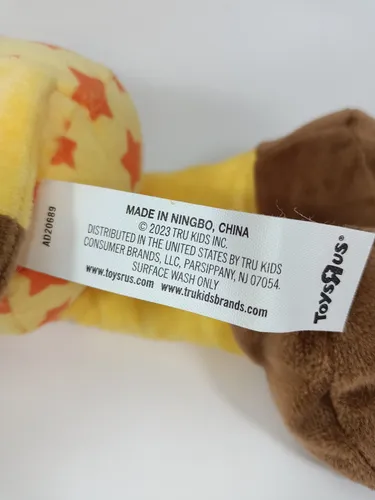 MADE IN NINGBO, CHINA
© 2023 TRU KIDS INC.
DISTRIBUTED IN THE UNITED STATES BY TRU KIDS
CONSUMER BRANDS, LLC, PARSIPPANY, NJ 07054.
SURFACE WASH ONLY
www.toysrus.com www.trukidsbrands.com
AD20689
TOYSЯUS®